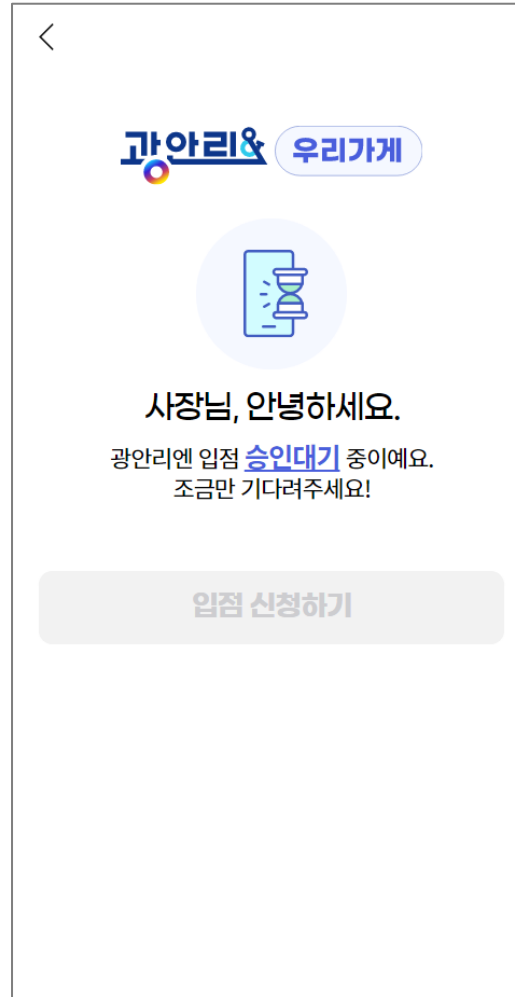 광안리& 우리가게
사장님, 안녕하세요.
광안리엔 입점 승인대기 중이예요.
조금만 기다려주세요!
입점 신청하기